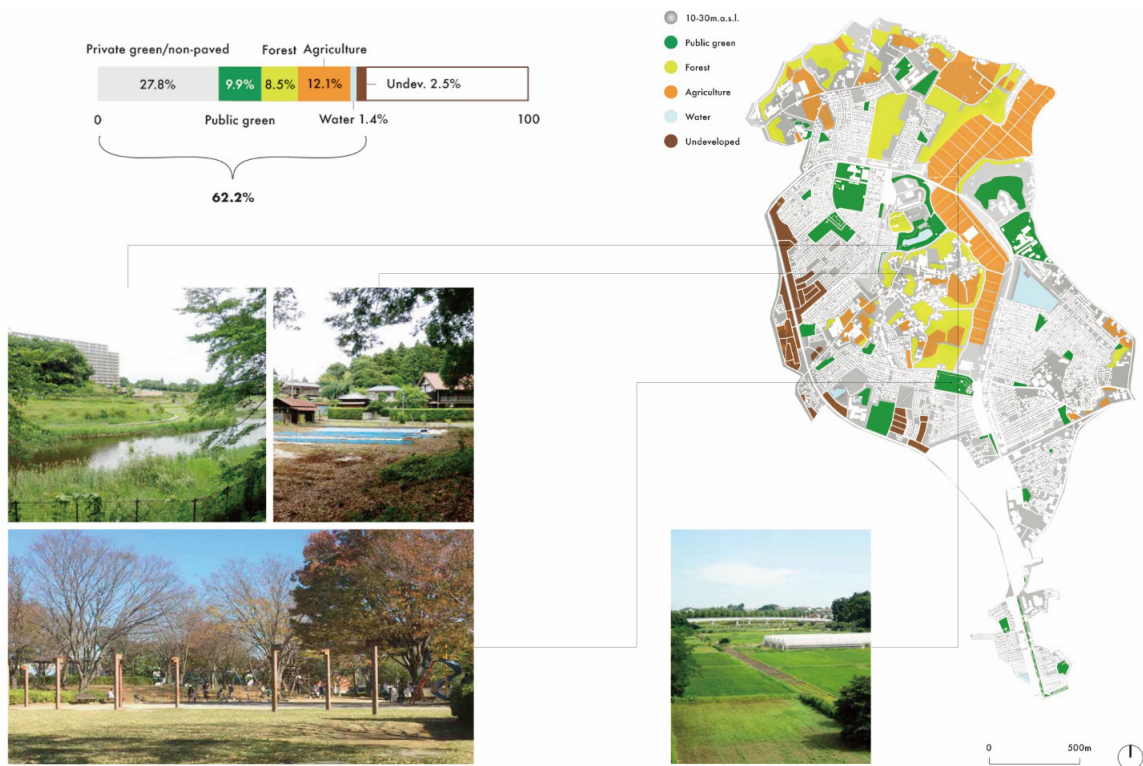 Private green/non-paved
Forest
Agriculture
27.8%
9.9%
8.5%
12.1%
Undev. 2.5%
0
Public green
Water 1.4%
100
62.2%
10-30m.a.s.l.
Public green
Forest
Agriculture
Water
Undeveloped
0
500m